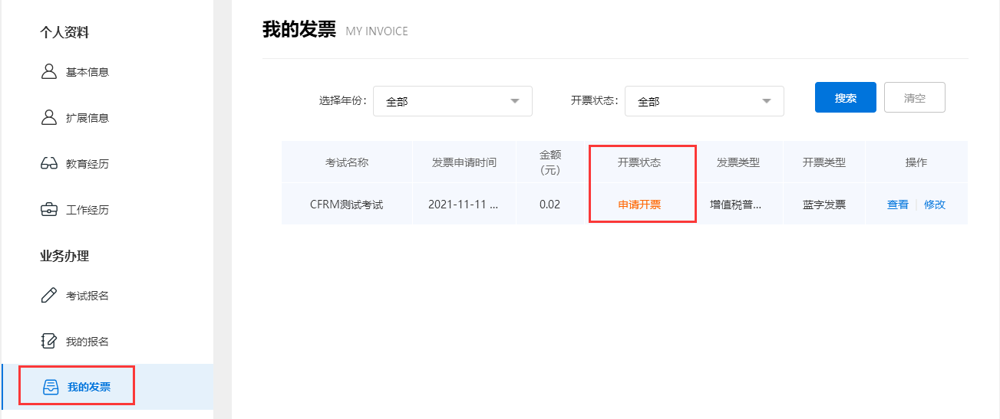 个人资料
基本信息
扩展信息
教育经历
工作经历
业务办理
考试报名
我的报名
我的发票
我的发票 MY INVOICE
选择年份： 全部 开票状态： 全部 搜索 清空
考试名称 发票申请时间 金额（元） 开票状态 发票类型 开票类型 操作
CFRM测试考试 2021-11-11 ... 0.02 申请开票 增值税普... 蓝字发票 查看 修改